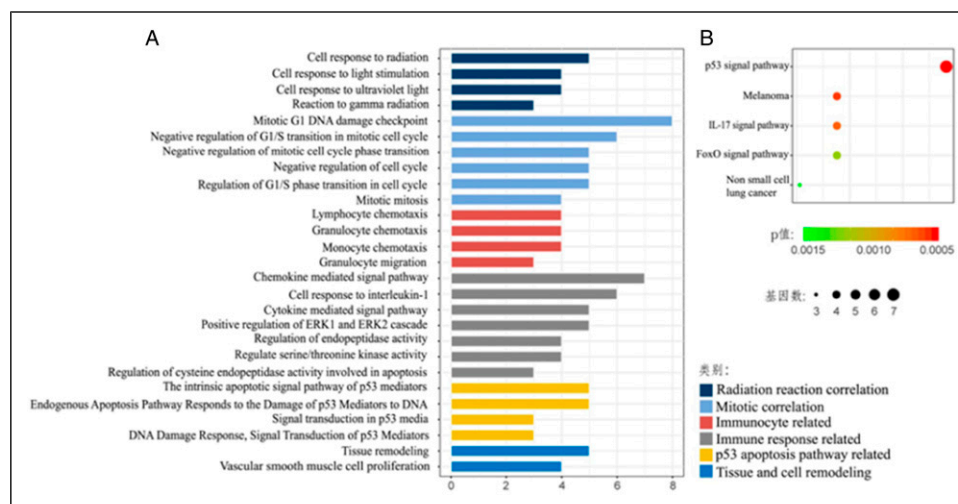 A
Cell response to radiation
Cell response to light stimulation
Cell response to ultraviolet light
Reaction to gamma radiation
Mitotic G1 DNA damage checkpoint
Negative regulation of G1/S transition in mitotic cell cycle
Negative regulation of mitotic cell cycle phase transition
Negative regulation of cell cycle
Regulation of G1/S phase transition in cell cycle
Mitotic mitosis
Lymphocyte chemotaxis
Granulocyte chemotaxis
Monocyte chemotaxis
Granulocyte migration
Chemokine mediated signal pathway
Cell response to interleukin-1
Cytokine mediated signal pathway
Positive regulation of ERK1 and ERK2 cascade
Regulation of endopeptidase activity
Regulate serine/threonine kinase activity
Regulation of cysteine endopeptidase activity involved in apoptosis
The intrinsic apoptotic signal pathway of p53 mediators
Endogenous Apoptosis Pathway Responds to the Damage of p53 Mediators to DNA
Signal transduction in p53 media
DNA Damage Response, Signal Transduction of p53 Mediators
Tissue remodeling
Vascular smooth muscle cell proliferation
0 2 4 6 8
B
p53 signal pathway
Melanoma
IL-17 signal pathway
FoxO signal pathway
Non small cell
lung cancer
p值:
0.0015 0.0010 0.0005
基因数:
3 4 5 6 7
类别:
Radiation reaction correlation
Mitotic correlation
Immunocyte related
Immune response related
p53 apoptosis pathway related
Tissue and cell remodeling